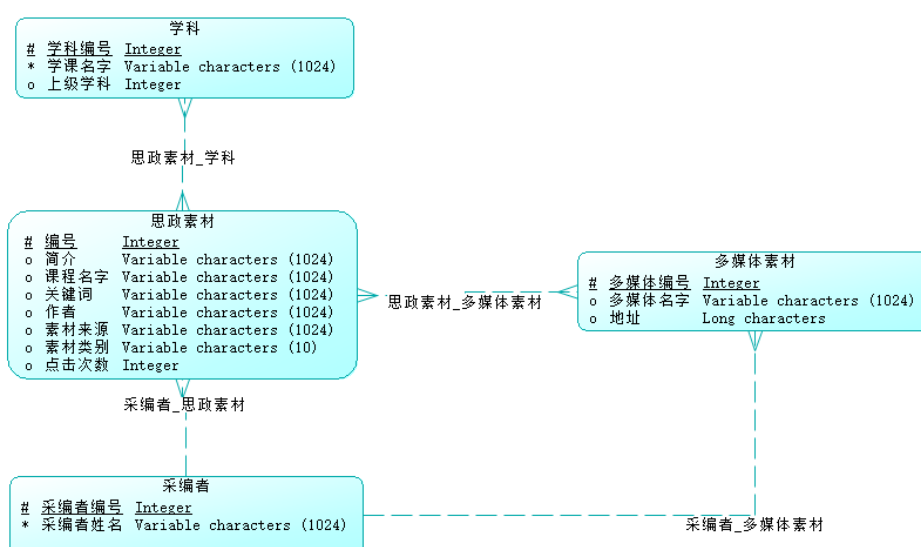 学科
# 学科编号 Integer
* 学课名字 Variable characters (1024)
o 上级学科 Integer
思政素材_学科
思政素材
# 编号 Integer
o 简介 Variable characters (1024)
o 课程名字 Variable characters (1024)
o 关键词 Variable characters (1024)
o 作者 Variable characters (1024)
o 素材来源 Variable characters (1024)
o 素材类别 Variable characters (10)
o 点击次数 Integer
思政素材_多媒体素材
多媒体素材
# 多媒体编号 Integer
o 多媒体名字 Variable characters (1024)
o 地址 Long characters
采编者_思政素材
采编者
# 采编者编号 Integer
* 采编者姓名 Variable characters (1024)
采编者_多媒体素材